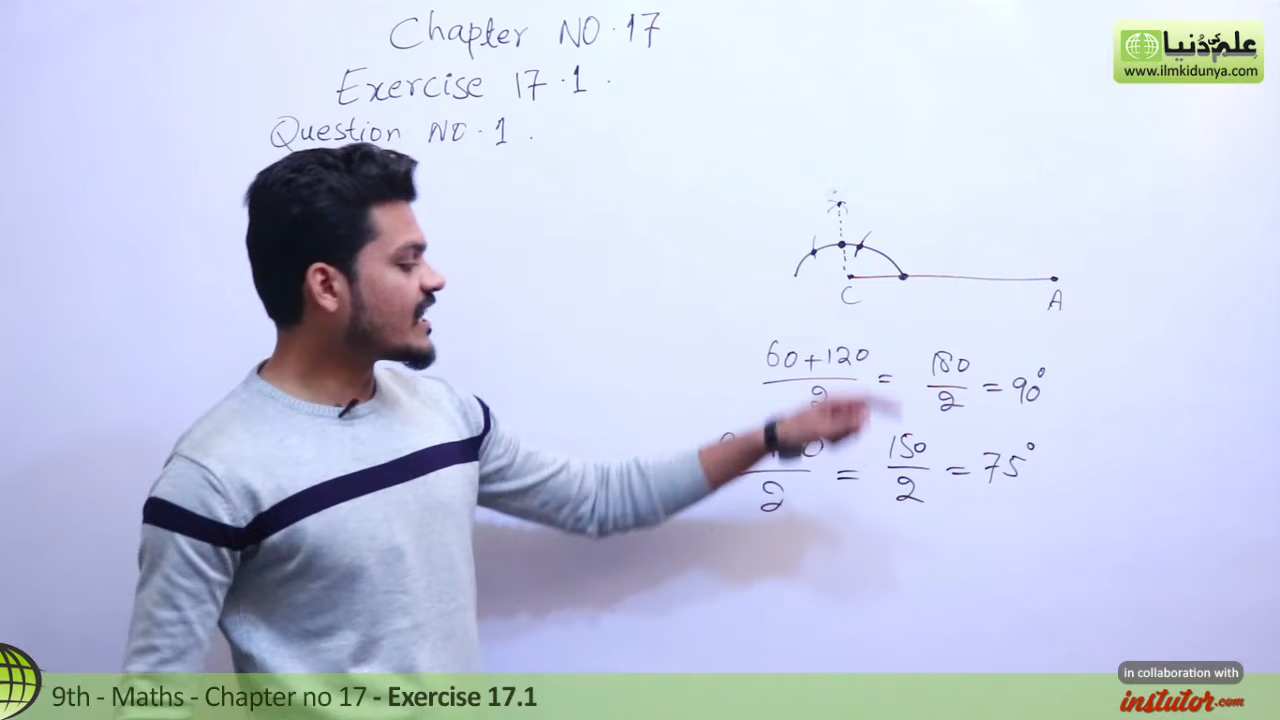 Chapter NO. 17
Exercise 17.1.
Question NO. 1.
علم کی دُنیا
www.ilmkidunya.com
C A
60+120 / 2 = 180 / 2 = 90°
/ 2 = 150 / 2 = 75°
in collaboration with
instutor.com
9th - Maths - Chapter no 17 - Exercise 17.1